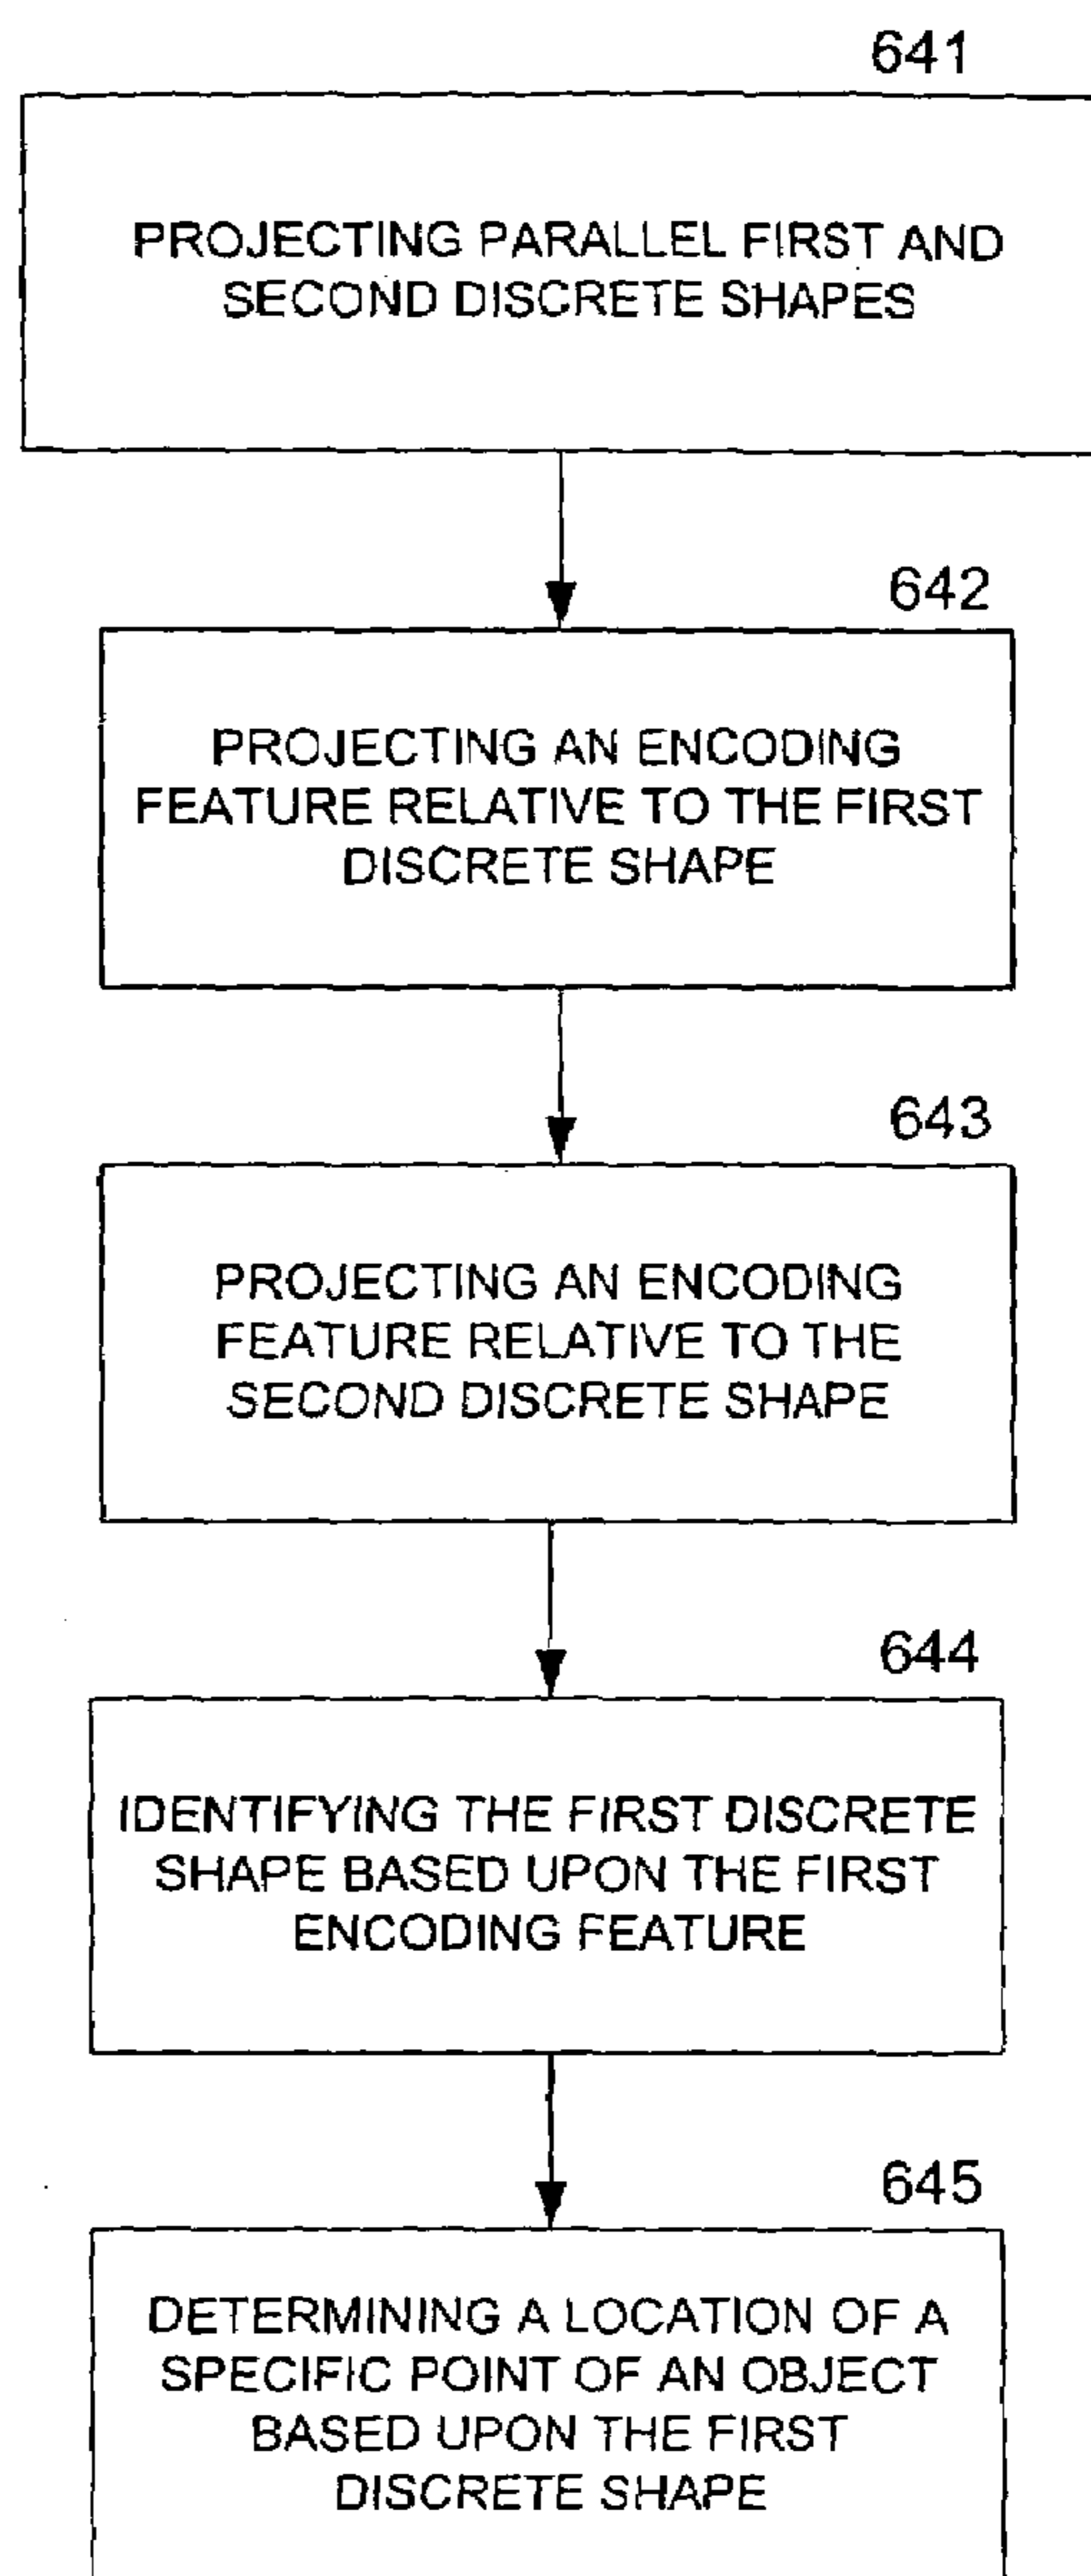 641
PROJECTING PARALLEL FIRST AND
SECOND DISCRETE SHAPES
642
PROJECTING AN ENCODING
FEATURE RELATIVE TO THE FIRST
DISCRETE SHAPE
643
PROJECTING AN ENCODING
FEATURE RELATIVE TO THE
SECOND DISCRETE SHAPE
644
IDENTIFYING THE FIRST DISCRETE
SHAPE BASED UPON THE FIRST
ENCODING FEATURE
645
DETERMINING A LOCATION OF A
SPECIFIC POINT OF AN OBJECT
BASED UPON THE FIRST
DISCRETE SHAPE